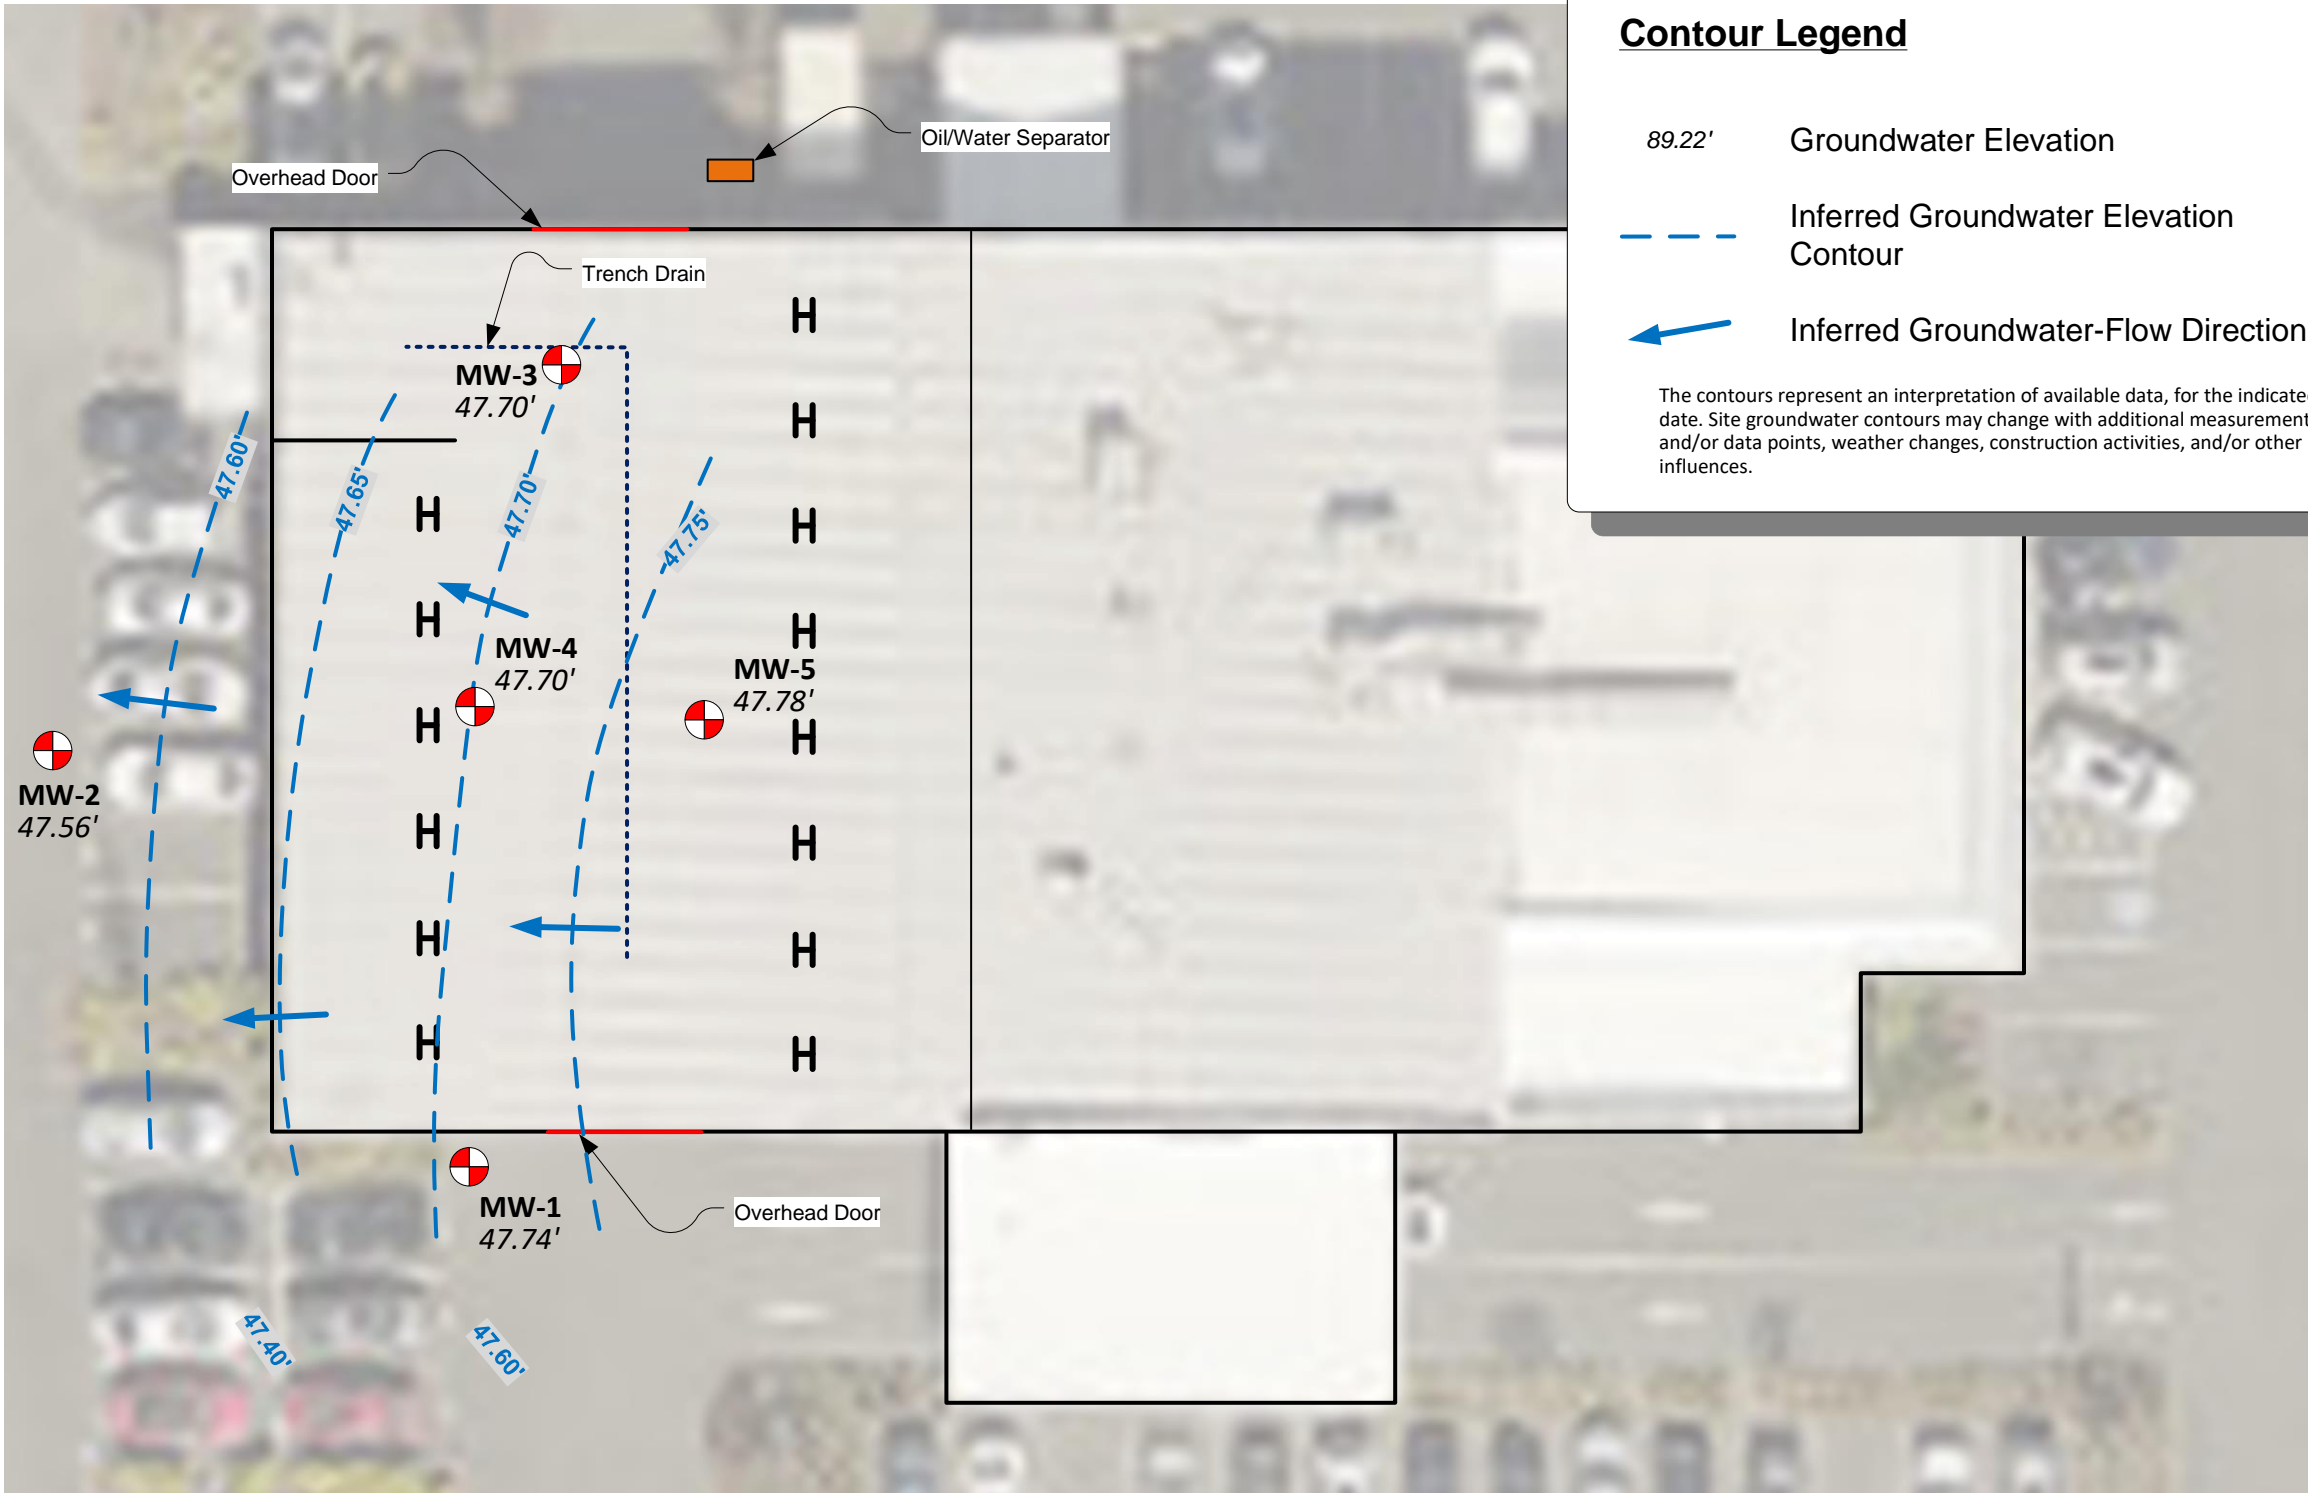 Contour Legend
89.22'
Groundwater Elevation
Inferred Groundwater Elevation
Contour
Inferred Groundwater-Flow Direction
The contours represent an interpretation of available data, for the indicated
date. Site groundwater contours may change with additional measurement
and/or data points, weather changes, construction activities, and/or other
influences.
Oil/Water Separator
Overhead Door
Trench Drain
H
MW-3
47.70'
H
47.60'
47.65'
47.70'
47.75'
H
H
H
H
MW-4
47.70'
MW-5
47.78'
H
H
MW-2
47.56'
H
H
H
H
H
H
MW-1
47.74'
Overhead Door
47.40'
47.60'